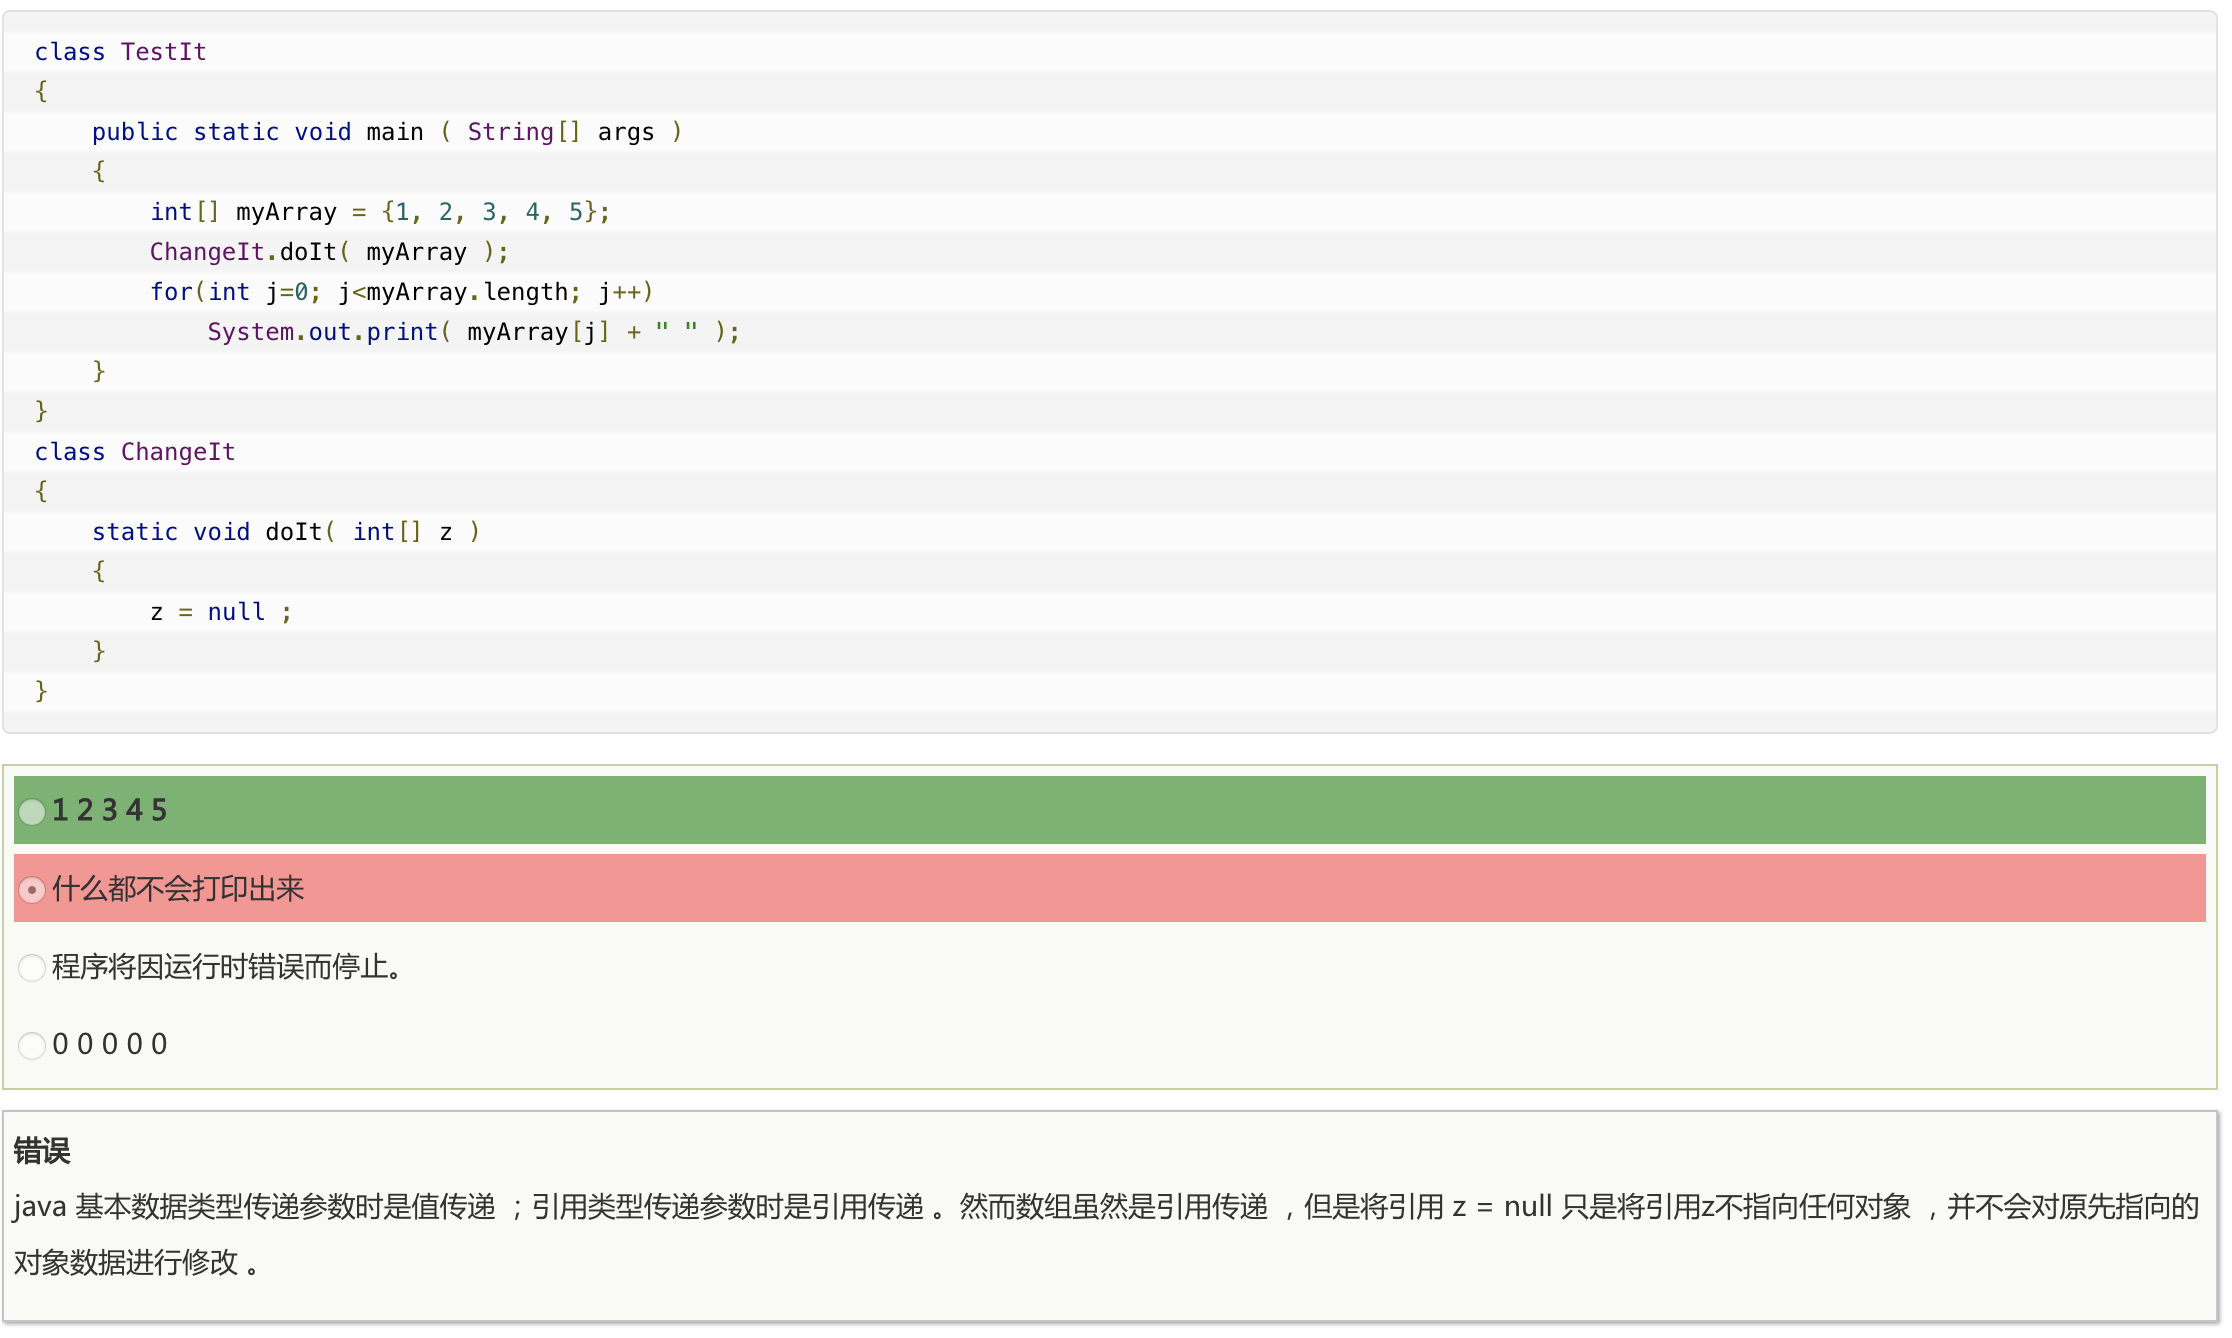 class TestIt
{
    public static void main ( String[] args )
    {
        int[] myArray = {1, 2, 3, 4, 5};
        ChangeIt.doIt( myArray );
        for(int j=0; j<myArray.length; j++)
            System.out.print( myArray[j] + " " );
    }
}
class ChangeIt
{
    static void doIt( int[] z )
    {
        z = null ;
    }
}
1 2 3 4 5
什么都不会打印出来
程序将因运行时错误而停止。
0 0 0 0 0
错误
java 基本数据类型传递参数时是值传递 ；引用类型传递参数时是引用传递 。然而数组虽然是引用传递 ，但是将引用 z = null 只是将引用z不指向任何对象 ，并不会对原先指向的
对象数据进行修改 。